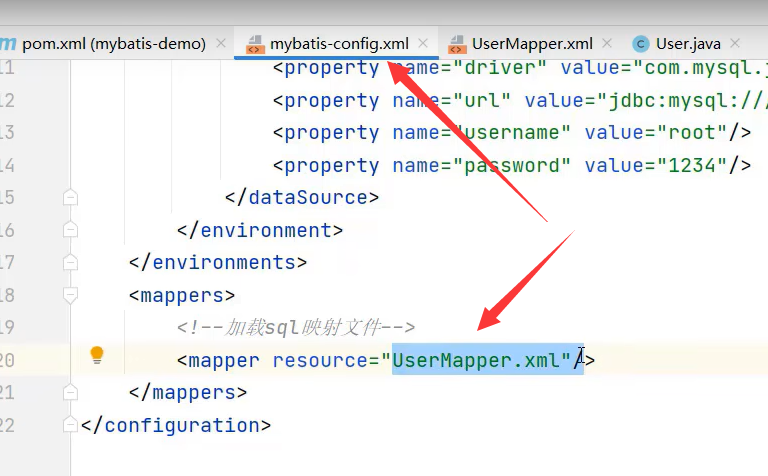 pom.xml (mybatis-demo) mybatis-config.xml UserMapper.xml User.java
11 <property name="driver" value="com.mysql.j
12 <property name="url" value="jdbc:mysql:///
13 <property name="username" value="root"/>
14 <property name="password" value="1234"/>
15 </dataSource>
16 </environment>
17 </environments>
18 <mappers>
19 <!--加载sql映射文件-->
20 <mapper resource="UserMapper.xml"/>
21 </mappers>
22 </configuration>